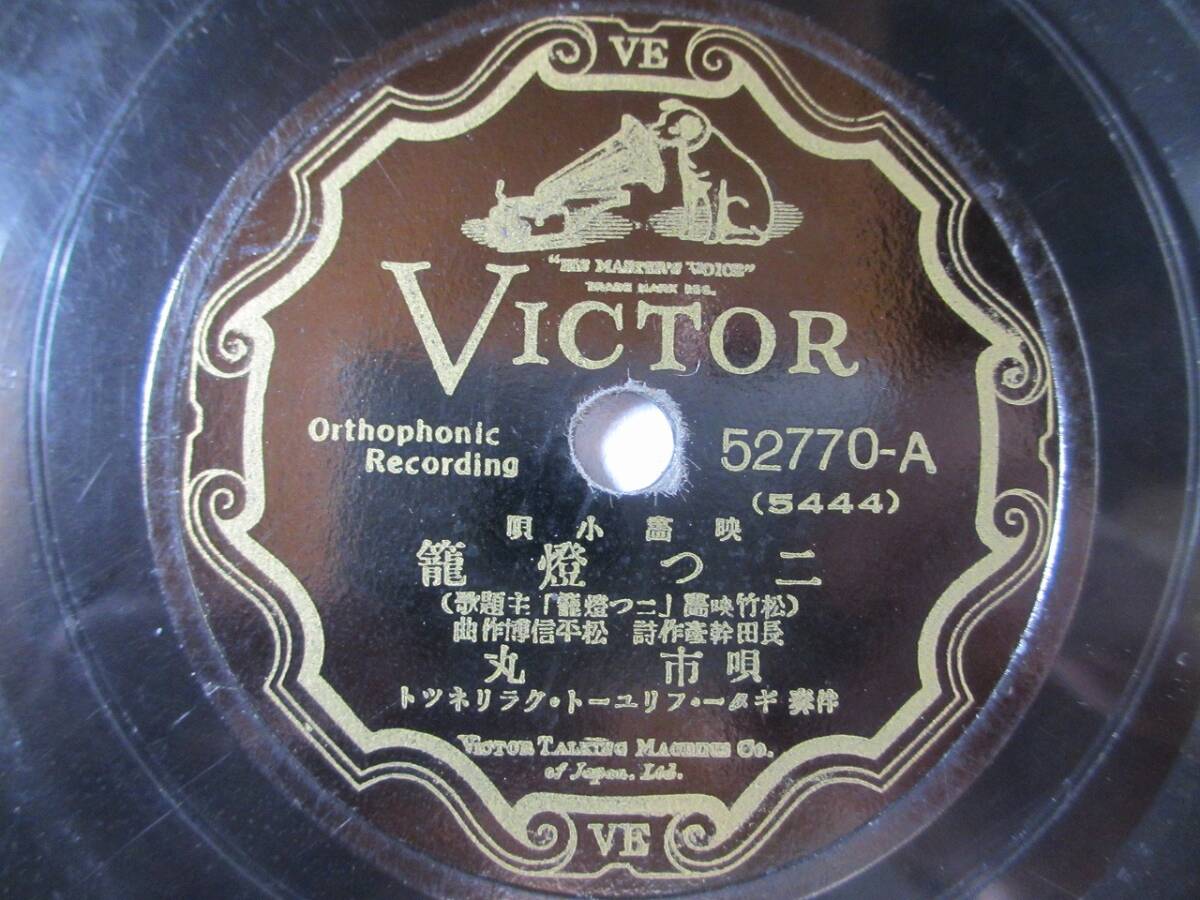 VE
"HIS MASTER'S VOICE"
TRADE MARK REG.
VICTOR
Orthophonic
Recording
52770-A
(5444)
映畵小唄
二つ燈籠
(松竹映畵「二つ燈籠」主題歌)
長田幹彥作詩 松平信博作曲
唄 市丸
伴奏 ギター・フリユート・クラリネツト
VICTOR TALKING MACHINE CO.
of Japan, Ltd.
VE